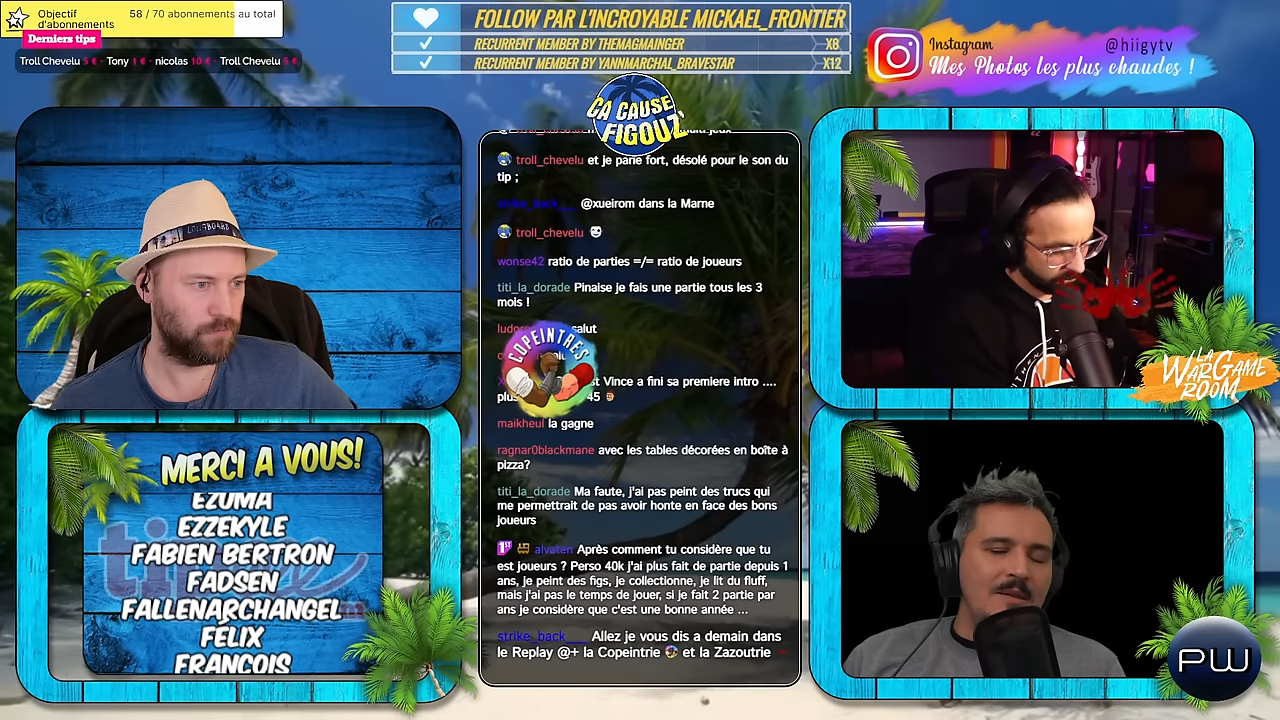 Objectif
d'abonnements
58 / 70 abonnements au total
Derniers tips
Troll Chevelu 5 € · Tony 1 € · nicolas 10 € · Troll Chevelu 5 €
FOLLOW PAR L'INCROYABLE MICKAEL_FRONTIER
RECURRENT MEMBER BY THEMAGMAINGER X8
RECURRENT MEMBER BY YANNMARCHAL_BRAVESTAR X12
Instagram
@hiigytv
Mes Photos les plus chaudes !
ÇA CAUSE
FIGOUZ'
troll_chevelu et je parie fort, désolé pour le son du
tip ;
strike_back___ @xueirom dans la Marne
troll_chevelu
wonse42 ratio de parties =/= ratio de joueurs
titi_la_dorade Pinaise je fais une partie tous les 3
mois !
salut
COPEINTRES
Vince a fini sa premiere intro ....
45
maikheul la gagne
ragnar0blackmane avec les tables décorées en boîte à
pizza?
titi_la_dorade Ma faute, j'ai pas peint des trucs qui
me permettrait de pas avoir honte en face des bons
joueurs
1ST alvaten Après comment tu considère que tu
est joueurs ? Perso 40k j'ai plus fait de partie depuis 1
ans, je peint des figs, je collectionne, je lit du fluff,
mais j'ai pas le temps de jouer, si je fait 2 partie par
ans je considère que c'est une bonne année ...
strike_back___ Allez je vous dis a demain dans
le Replay @+ la Copeintrie et la Zazoutrie
LONGBOARD
MERCI A VOUS!
EZUMA
EZZEKYLE
FABIEN BERTRON
FADSEN
FALLENARCHANGEL
FÉLIX
FRANÇOIS
LA
WARGAME
ROOM
PW